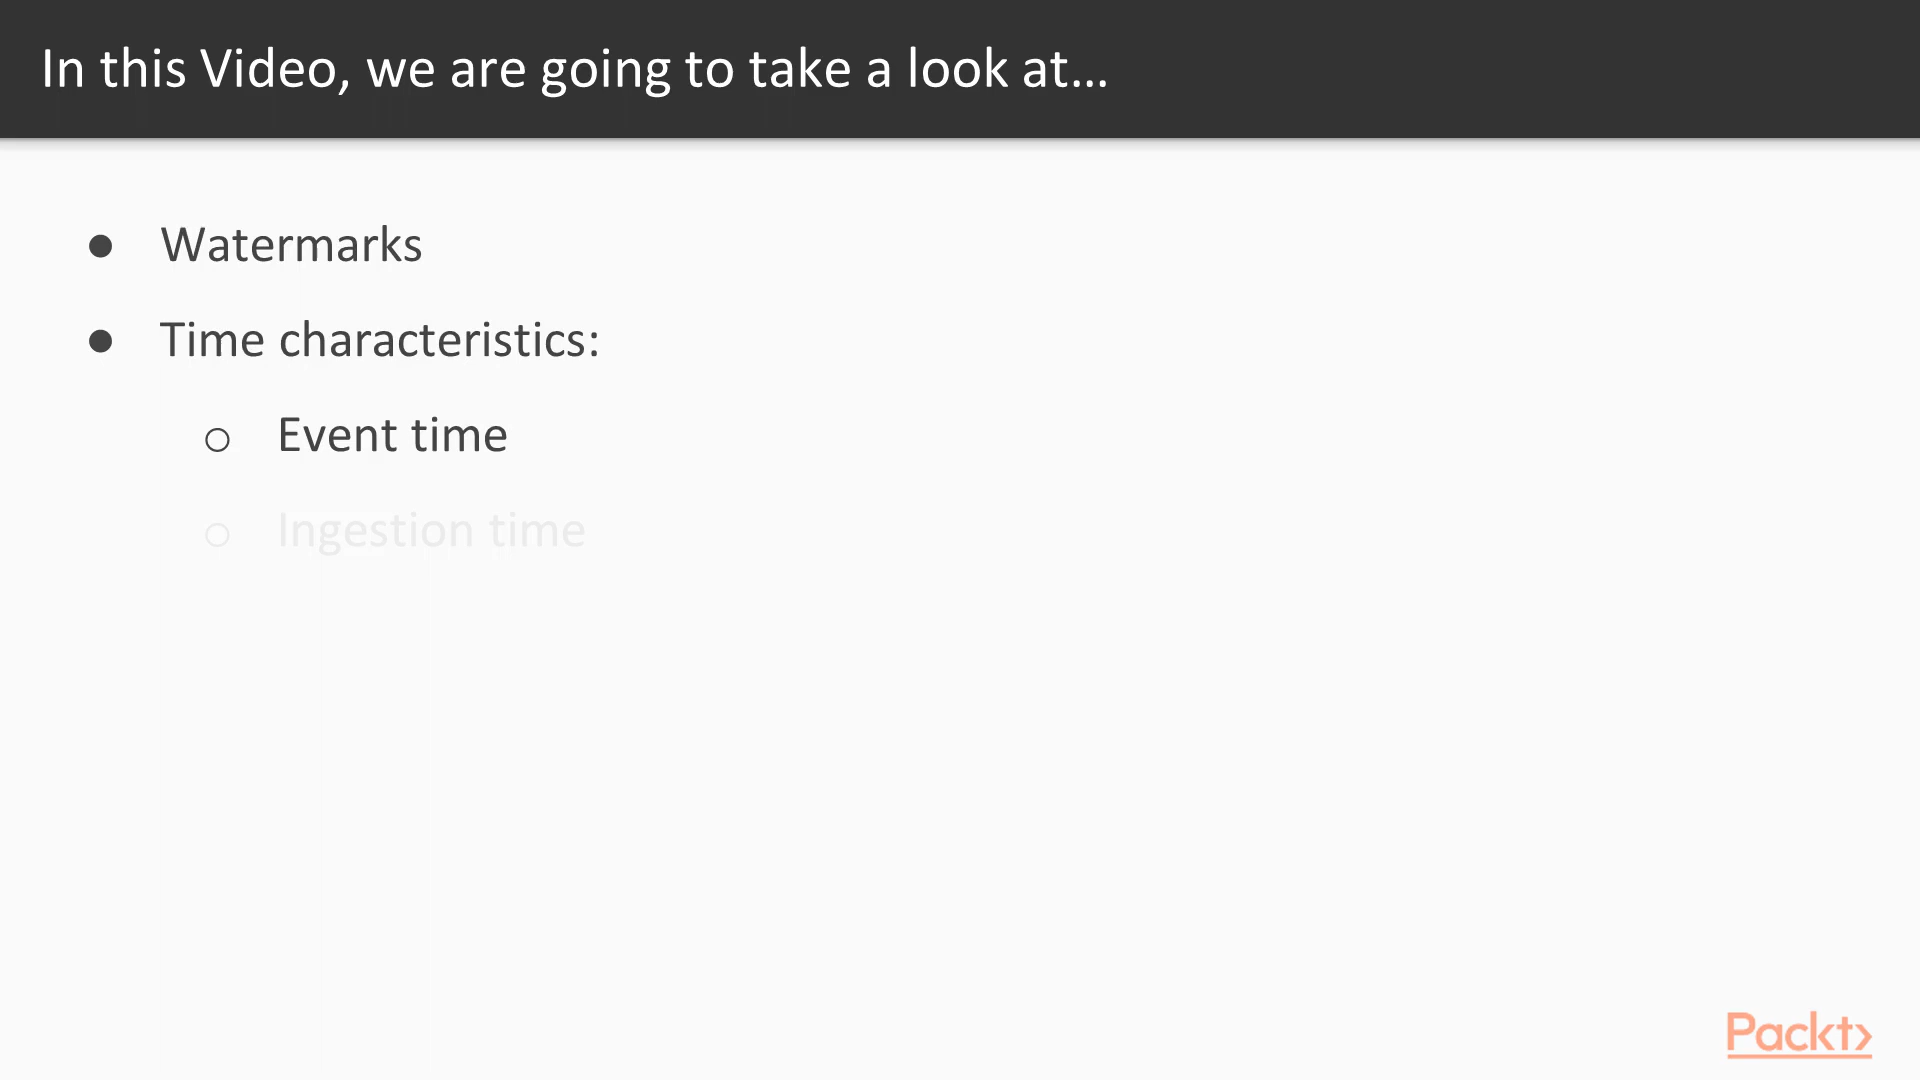 In this Video, we are going to take a look at...
● Watermarks
● Time characteristics:
○ Event time
○ Ingestion time
Packt>